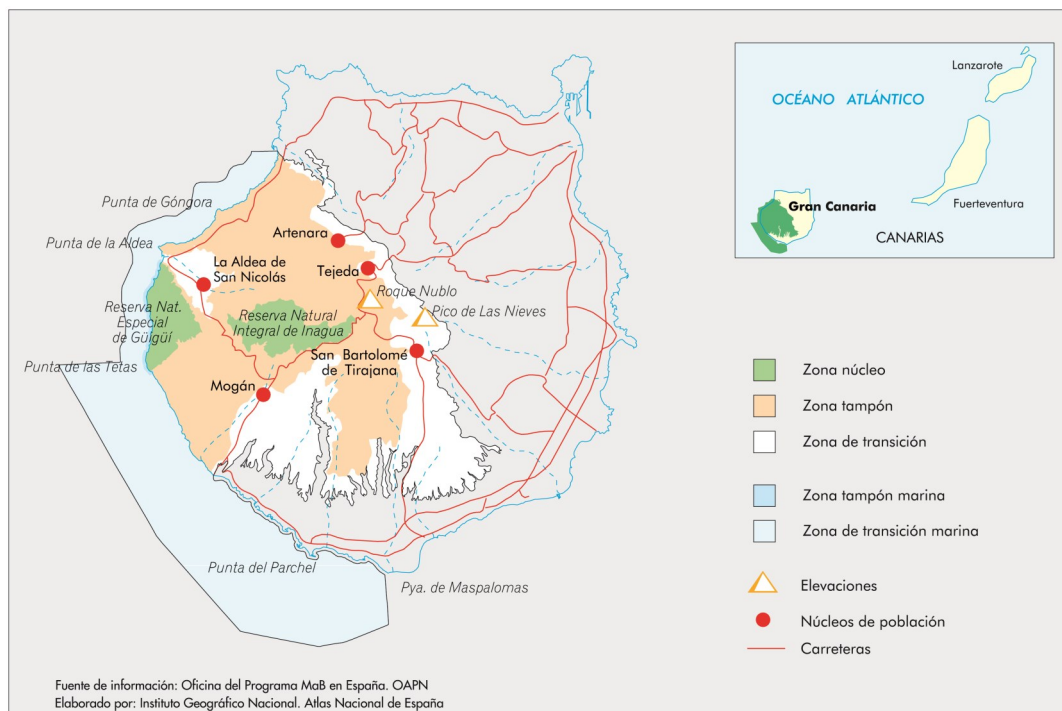 Punta de Góngora
Punta de la Aldea
Artenara
La Aldea de
San Nicolás
Tejeda
Roque Nublo
Pico de Las Nieves
Reserva Nat.
Especial
de Güigüí
Reserva Natural
Integral de Inagua
Punta de las Tetas
San Bartolomé
de Tirajana
Mogán
Punta del Parchel
Pya. de Maspalomas
OCÉANO ATLÁNTICO
Lanzarote
Gran Canaria
Fuerteventura
CANARIAS
Zona núcleo
Zona tampón
Zona de transición
Zona tampón marina
Zona de transición marina
Elevaciones
Núcleos de población
Carreteras
Fuente de información: Oficina del Programa MaB en España. OAPN
Elaborado por: Instituto Geográfico Nacional. Atlas Nacional de España